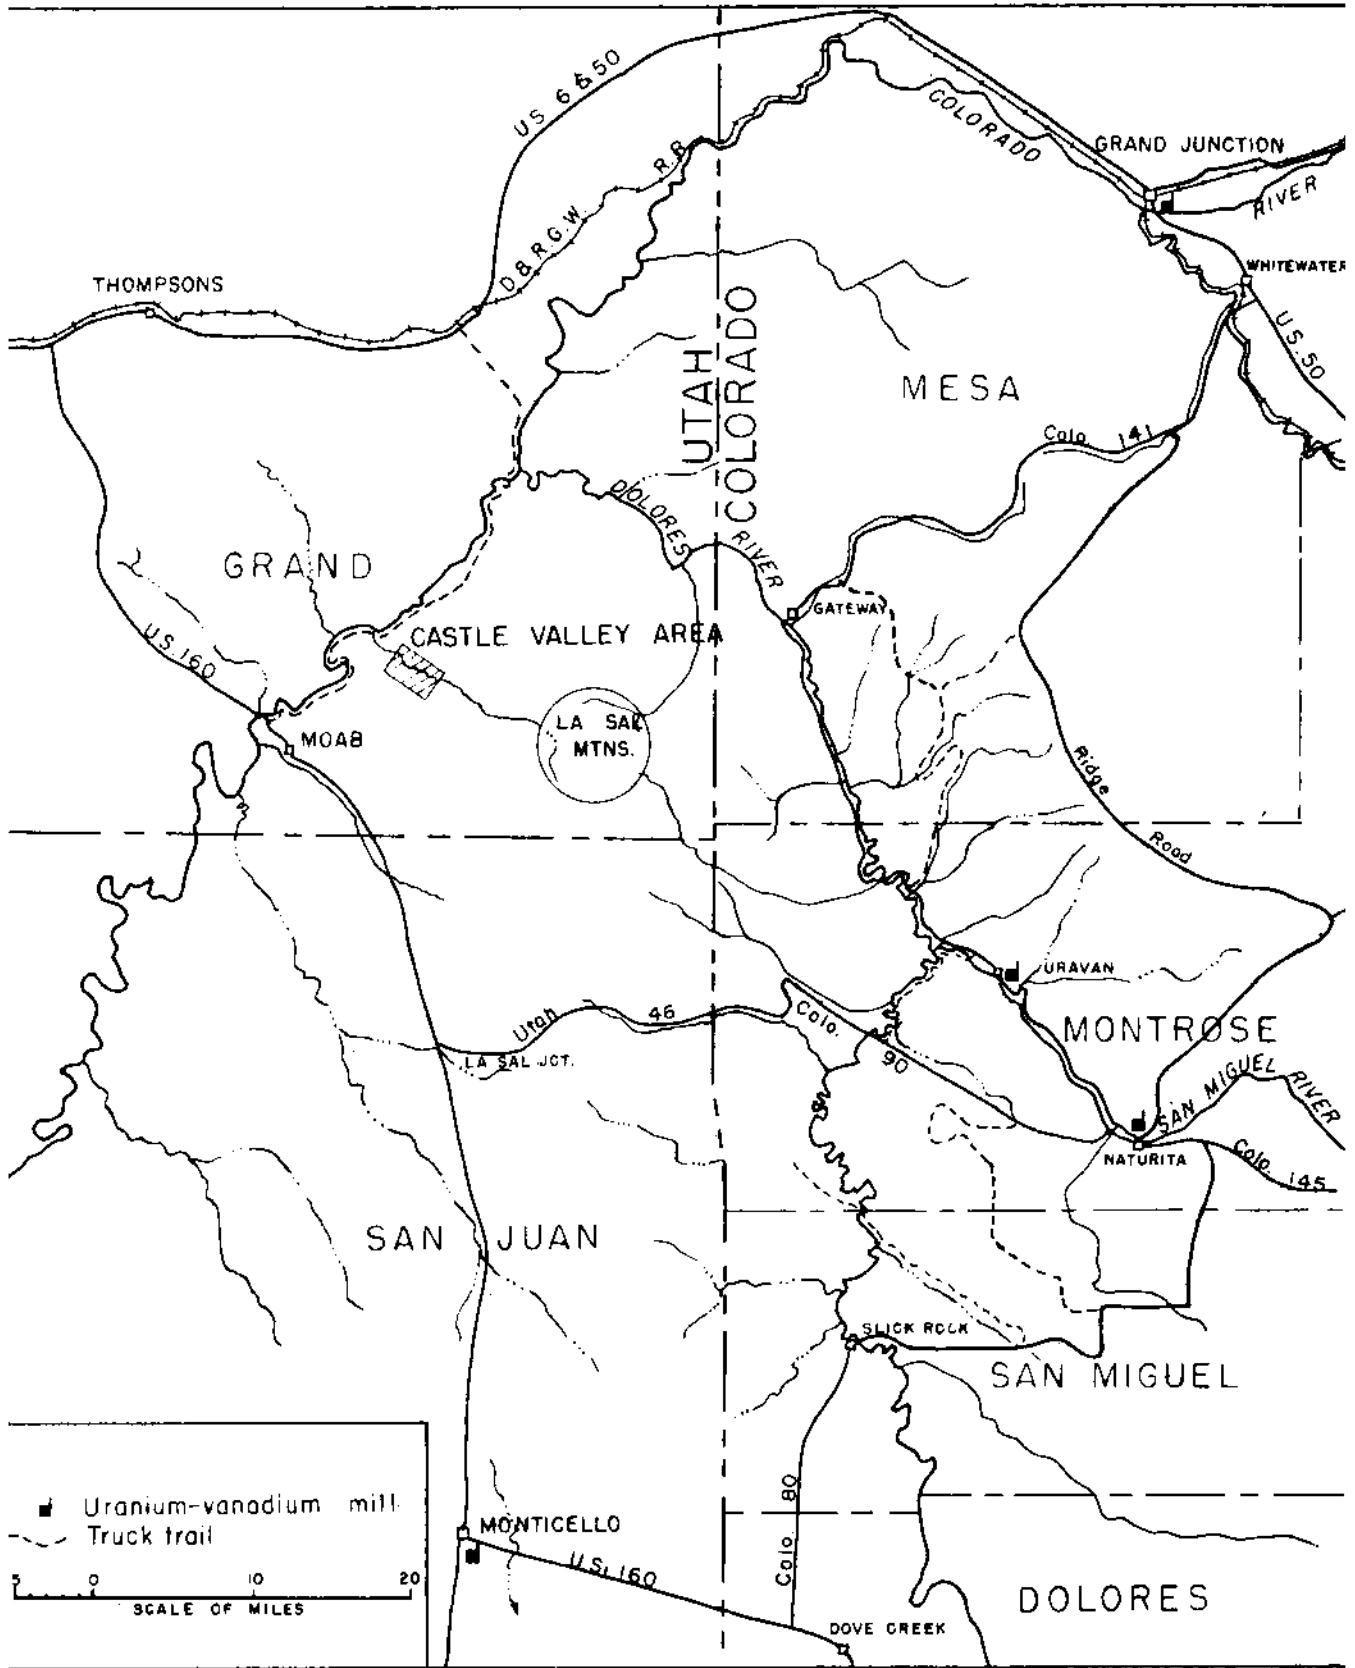 US 6 & 50
COLORADO
GRAND JUNCTION
RIVER
R.R.
D & R.G.W.
WHITEWATER
THOMPSONS
US. 50
UTAH
COLORADO
MESA
Colo. 141
DOLORES
RIVER
GRAND
GATEWAY
CASTLE VALLEY AREA
US. 160
LA SAL
MTNS.
MOAB
Ridge
Road
URAVAN
Utah 46
Colo.
90
MONTROSE
LA SAL JCT.
SAN MIGUEL RIVER
NATURITA
Colo. 145
SAN JUAN
SLICK ROCK
SAN MIGUEL
Uranium-vanadium mill
Truck trail
5 0 10 20
SCALE OF MILES
MONTICELLO
U.S. 160
Colo. 80
DOLORES
DOVE CREEK